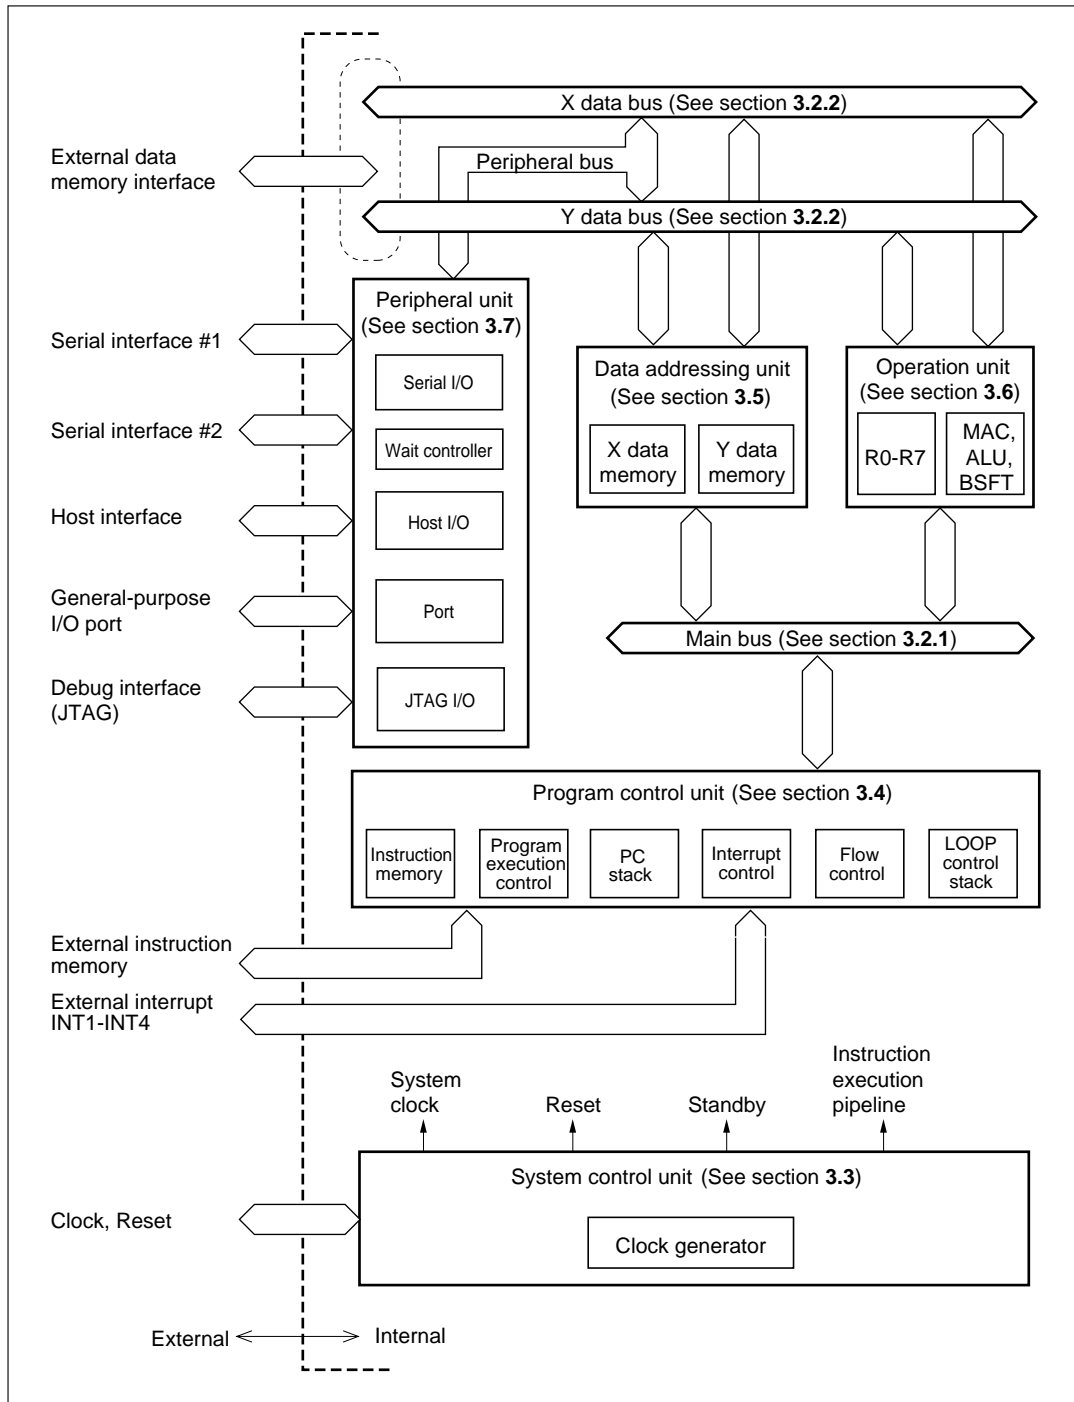 X data bus (See section 3.2.2)
External data
memory interface
Peripheral bus
Y data bus (See section 3.2.2)
Peripheral unit
(See section 3.7)
Serial interface #1
Serial I/O
Serial interface #2
Wait controller
Host interface
Host I/O
General-purpose
I/O port
Port
Debug interface
(JTAG)
JTAG I/O
Data addressing unit
(See section 3.5)
X data
memory
Y data
memory
Operation unit
(See section 3.6)
R0-R7
MAC,
ALU,
BSFT
Main bus (See section 3.2.1)
Program control unit (See section 3.4)
Instruction
memory
Program
execution
control
PC
stack
Interrupt
control
Flow
control
LOOP
control
stack
External instruction
memory
External interrupt
INT1-INT4
System
clock
Reset
Standby
Instruction
execution
pipeline
System control unit (See section 3.3)
Clock, Reset
Clock generator
External
Internal